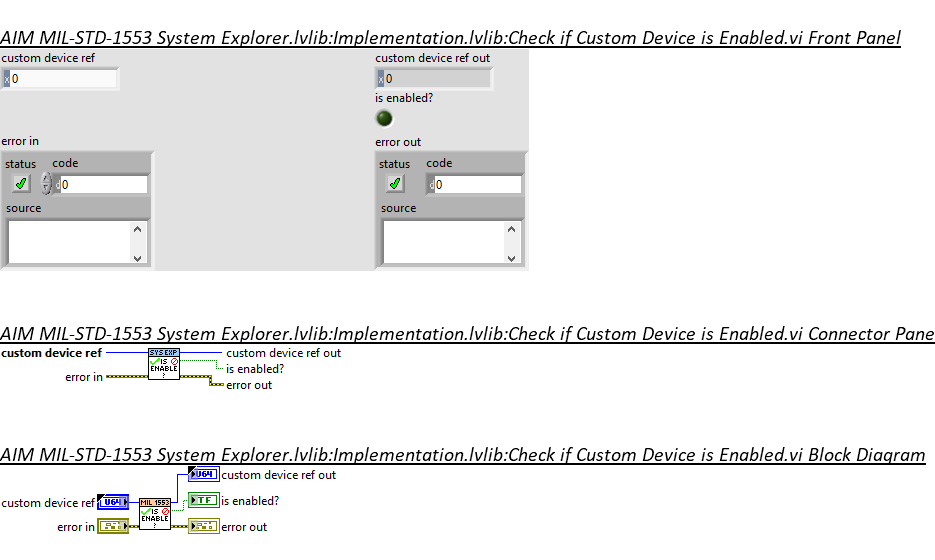 AIM MIL-STD-1553 System Explorer.lvlib:Implementation.lvlib:Check if Custom Device is Enabled.vi Front Panel
custom device ref
custom device ref out
x 0
x 0
is enabled?
error in
error out
status code
status code
d 0
d 0
source
source
AIM MIL-STD-1553 System Explorer.lvlib:Implementation.lvlib:Check if Custom Device is Enabled.vi Connector Pane
custom device ref
SYS EXP
custom device ref out
IS
ENABLE
?
is enabled?
error in
error out
AIM MIL-STD-1553 System Explorer.lvlib:Implementation.lvlib:Check if Custom Device is Enabled.vi Block Diagram
U64 custom device ref out
custom device ref U64
MIL 1553
IS
ENABLE
?
TF is enabled?
error in
error out